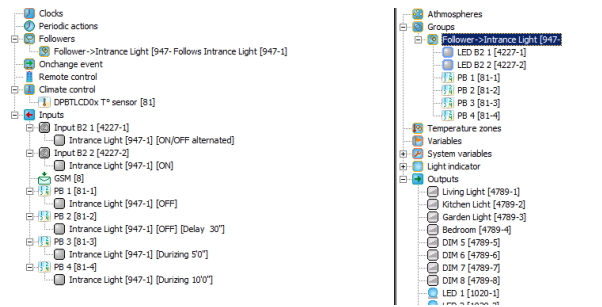 Clocks
Periodic actions
Followers
Follower->Intrance Light [947- Follows Intrance Light [947-1]
Onchange event
Remote control
Climate control
DPBTLCD0x T° sensor [81]
Inputs
Input B2 1 [4227-1]
Intrance Light [947-1] [ON/OFF alternated]
Input B2 2 [4227-2]
Intrance Light [947-1] [ON]
GSM [8]
PB 1 [81-1]
Intrance Light [947-1] [OFF]
PB 2 [81-2]
Intrance Light [947-1] [OFF] [Delay 30"]
PB 3 [81-3]
Intrance Light [947-1] [Durizing 5'0"]
PB 4 [81-4]
Intrance Light [947-1] [Durizing 10'0"]
Athmospheres
Groups
Follower->Intrance Light [947-
LED B2 1 [4227-1]
LED B2 2 [4227-2]
PB 1 [81-1]
PB 2 [81-2]
PB 3 [81-3]
PB 4 [81-4]
Temperature zones
Variables
System variables
Light indicator
Outputs
Living Light [4789-1]
Kitchen Licht [4789-2]
Garden Light [4789-3]
Bedroom [4789-4]
DIM 5 [4789-5]
DIM 6 [4789-6]
DIM 7 [4789-7]
DIM 8 [4789-8]
LED 1 [1020-1]
LED 2 [1020-2]